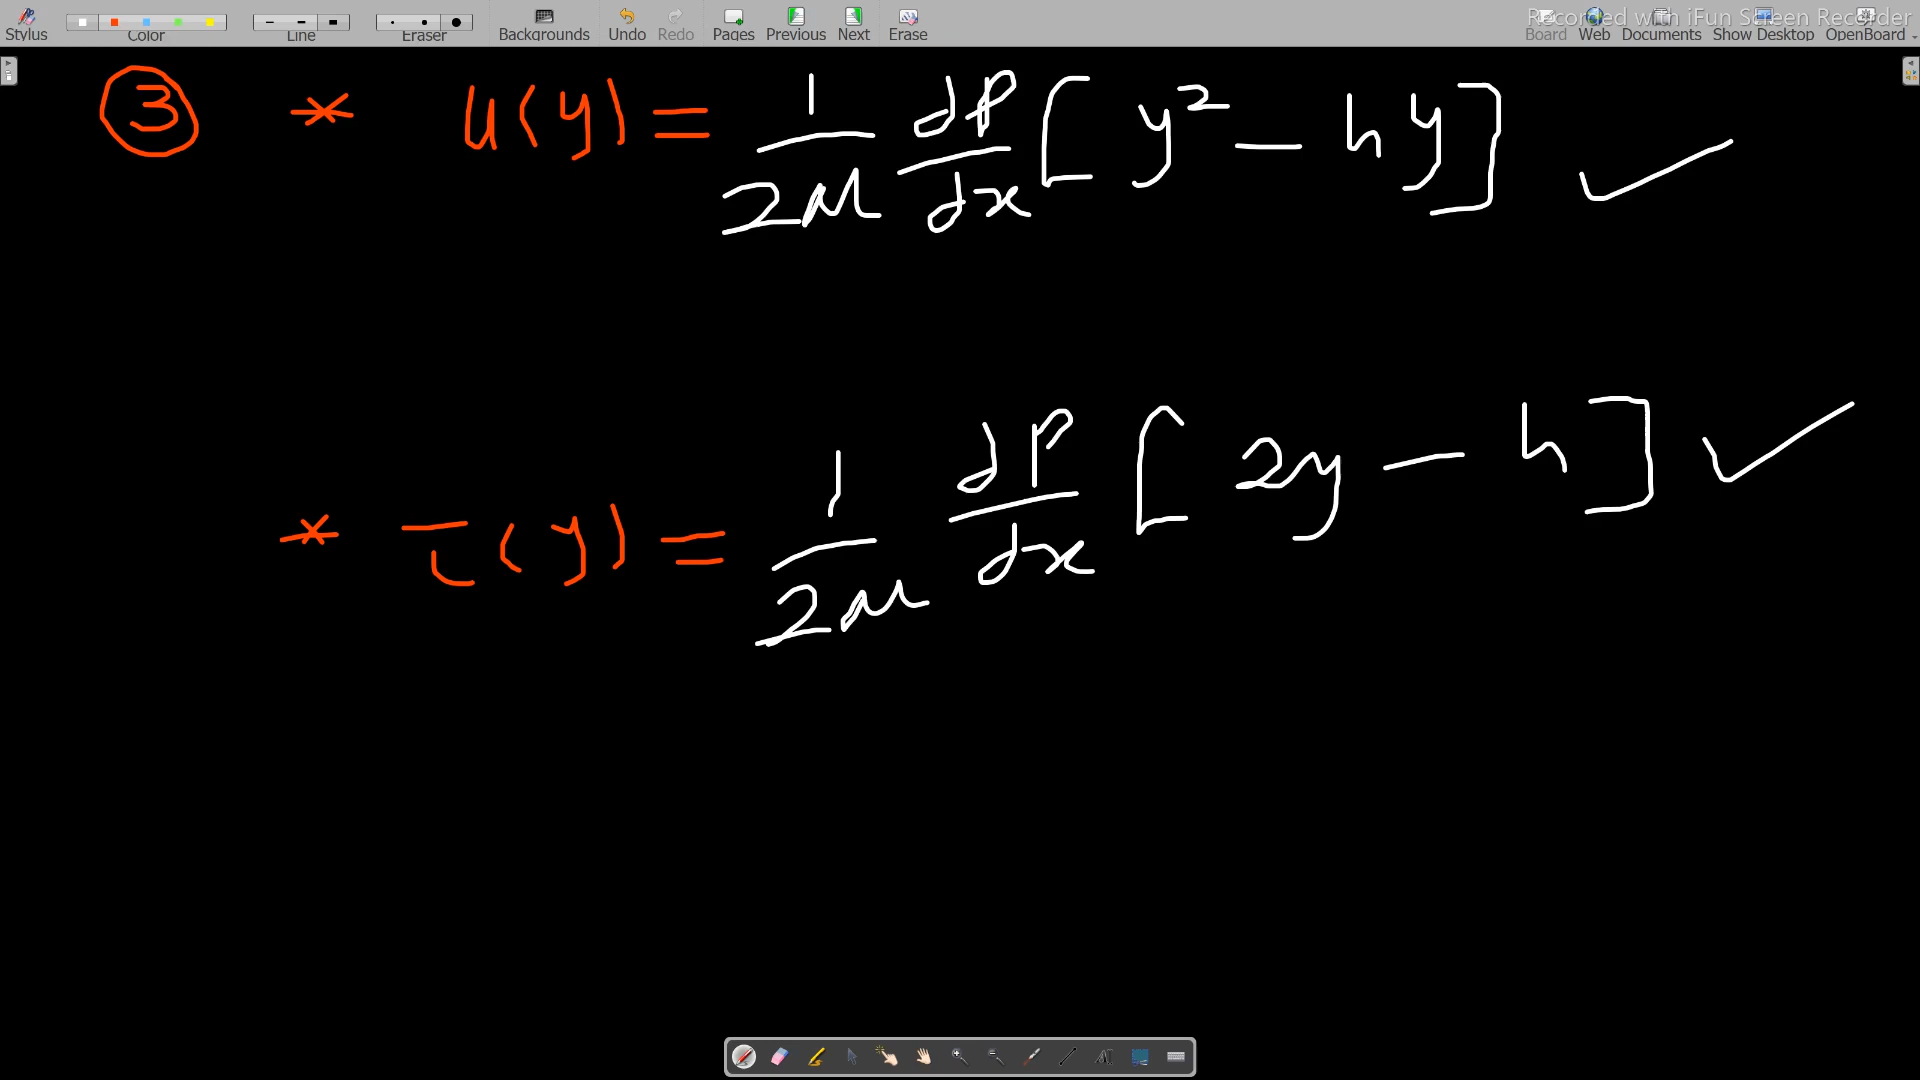 Recorded with iFun Screen Recorder
Stylus Color Line Eraser Backgrounds Undo Redo Pages Previous Next Erase Board Web Documents Show Desktop OpenBoard
③ * u(y) = 1/2μ dP/dx [y² − hy] ✓
* τ(y) = 1/2μ dP/dx [2y − h] ✓